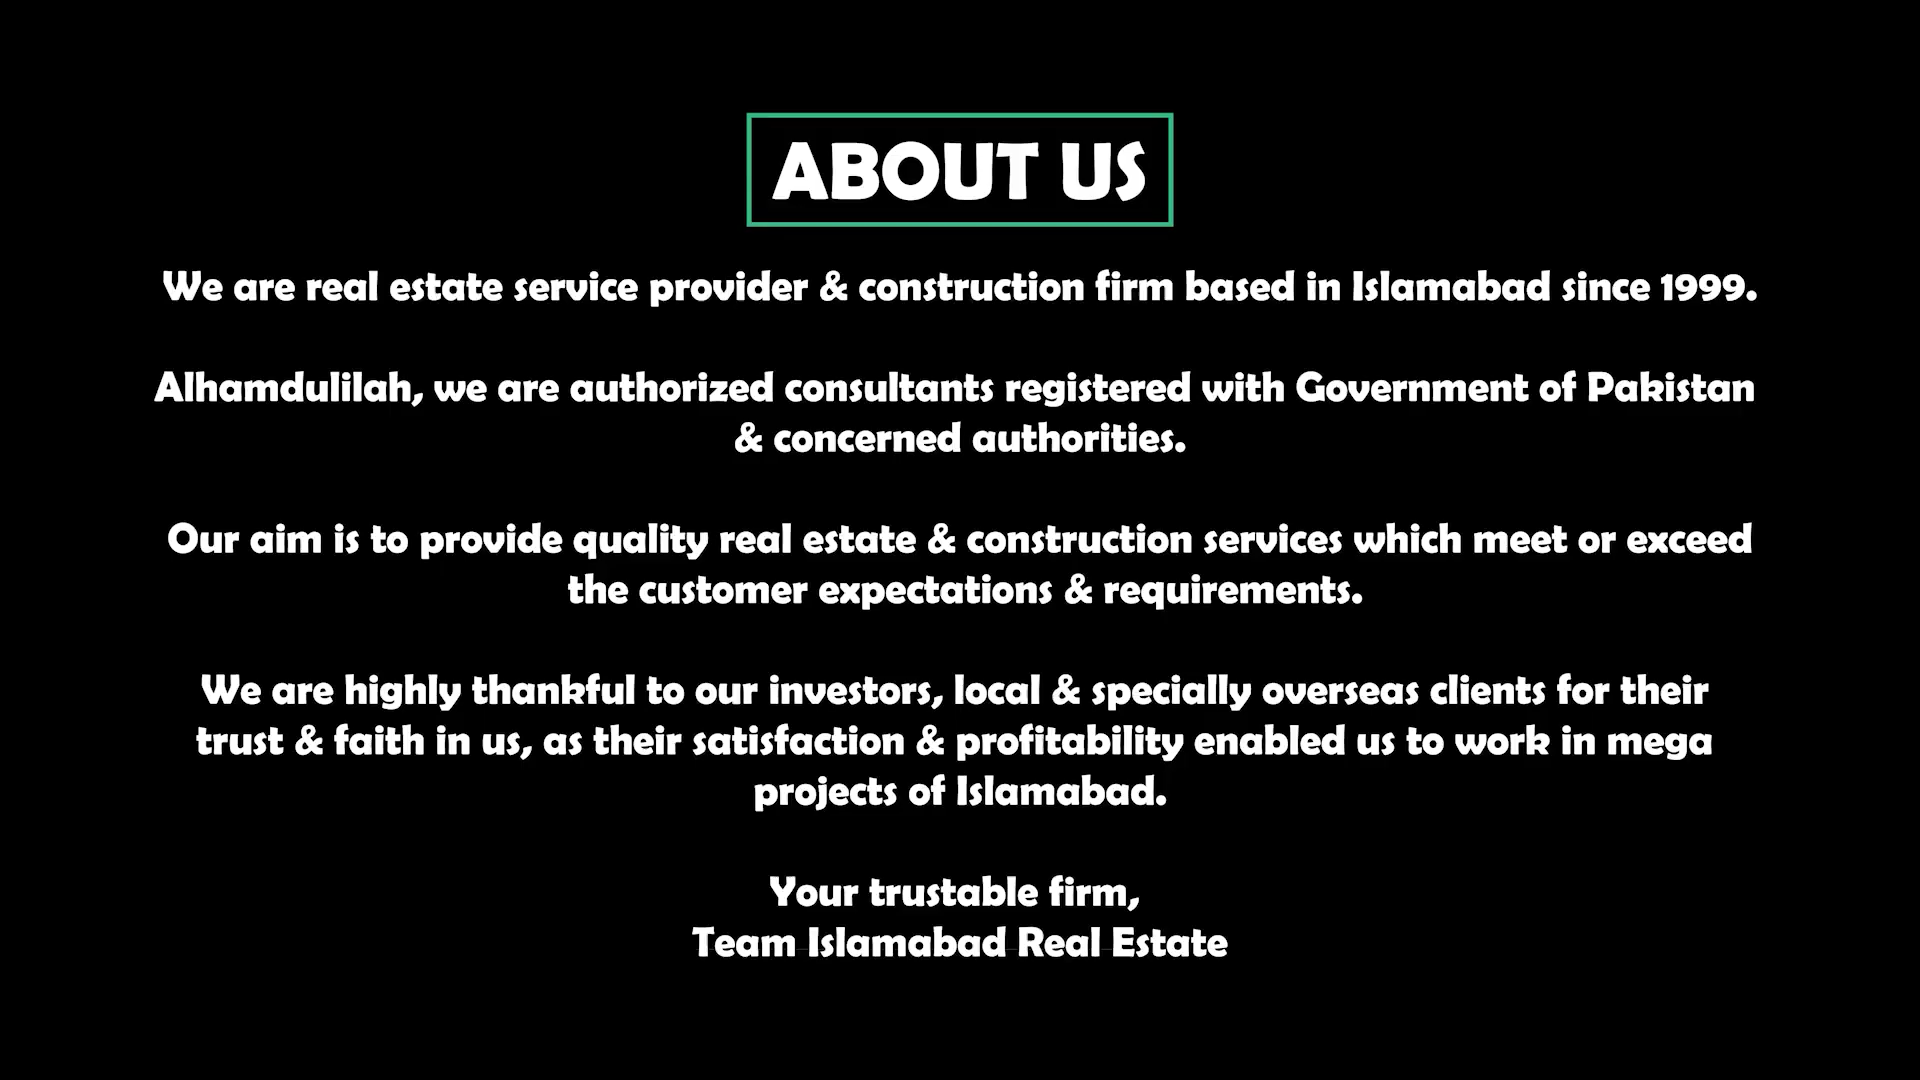 ABOUT US
We are real estate service provider & construction firm based in Islamabad since 1999.
Alhamdulilah, we are authorized consultants registered with Government of Pakistan
& concerned authorities.
Our aim is to provide quality real estate & construction services which meet or exceed
the customer expectations & requirements.
We are highly thankful to our investors, local & specially overseas clients for their
trust & faith in us, as their satisfaction & profitability enabled us to work in mega
projects of Islamabad.
Your trustable firm,
Team Islamabad Real Estate